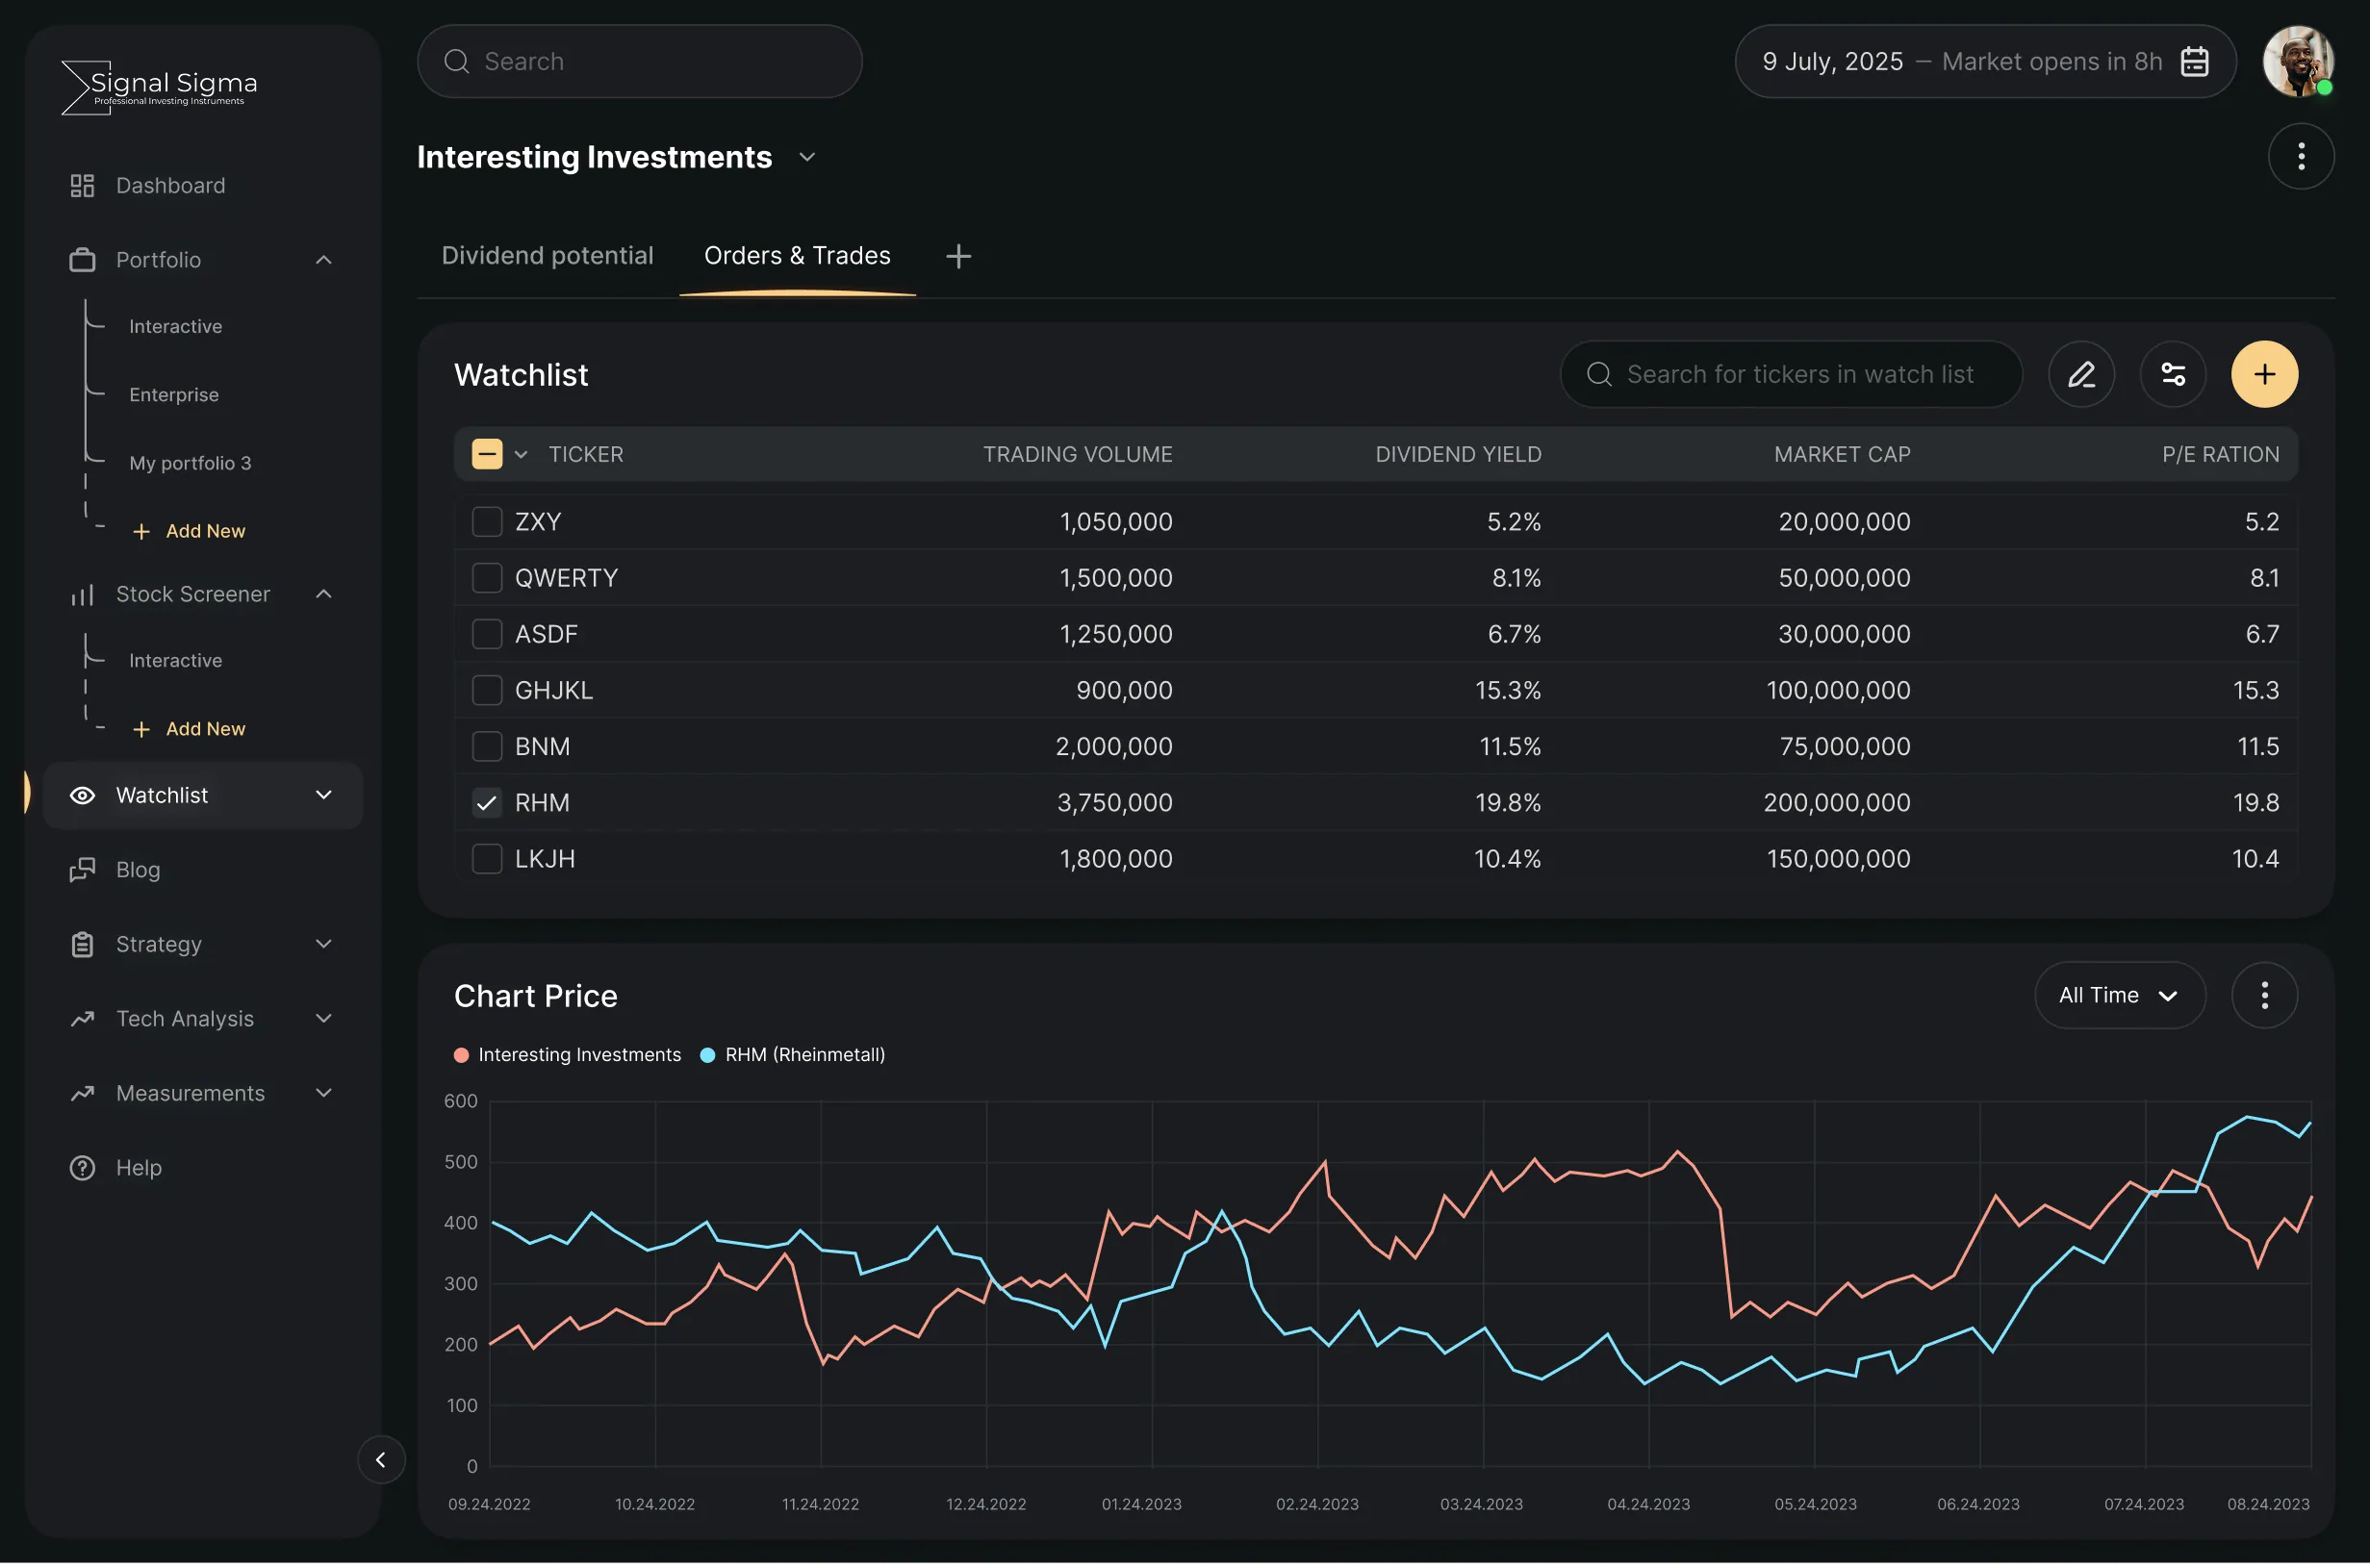 Signal Sigma
Professional Investing Instruments
Dashboard
Portfolio
Interactive
Enterprise
My portfolio 3
Add New
Stock Screener
Interactive
Add New
Watchlist
Blog
Strategy
Tech Analysis
Measurements
Help
Search
9 July, 2025 — Market opens in 8h
Interesting Investments
Dividend potential Orders & Trades
Watchlist
Search for tickers in watch list
TICKER TRADING VOLUME DIVIDEND YIELD MARKET CAP P/E RATION
ZXY 1,050,000 5.2% 20,000,000 5.2
QWERTY 1,500,000 8.1% 50,000,000 8.1
ASDF 1,250,000 6.7% 30,000,000 6.7
GHJKL 900,000 15.3% 100,000,000 15.3
BNM 2,000,000 11.5% 75,000,000 11.5
RHM 3,750,000 19.8% 200,000,000 19.8
LKJH 1,800,000 10.4% 150,000,000 10.4
Chart Price
All Time
Interesting Investments RHM (Rheinmetall)
600
500
400
300
200
100
0
09.24.2022 10.24.2022 11.24.2022 12.24.2022 01.24.2023 02.24.2023 03.24.2023 04.24.2023 05.24.2023 06.24.2023 07.24.2023 08.24.2023